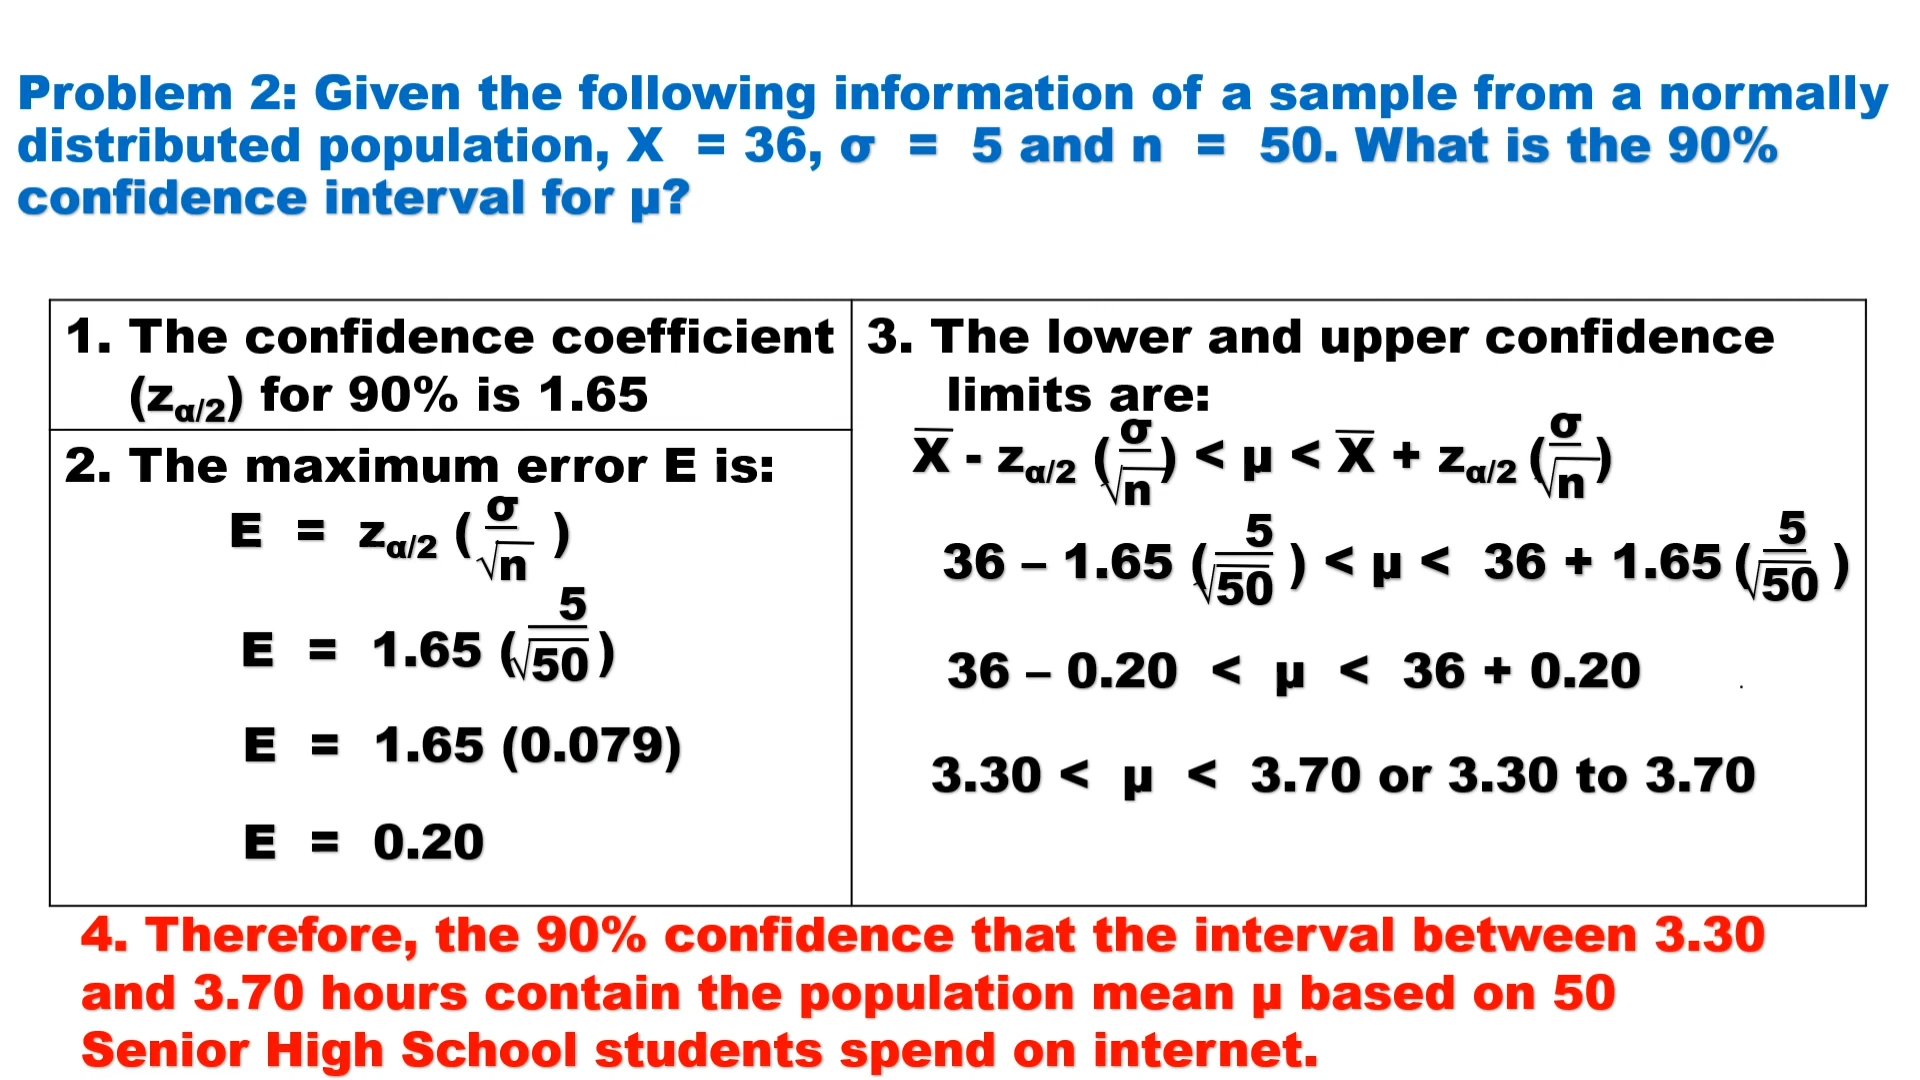 Problem 2: Given the following information of a sample from a normally
distributed population, X = 36, σ = 5 and n = 50. What is the 90%
confidence interval for μ?
1. The confidence coefficient
(zα/2) for 90% is 1.65
2. The maximum error E is:
E = zα/2 (σ/√n)
E = 1.65 (5/√50)
E = 1.65 (0.079)
E = 0.20
3. The lower and upper confidence
limits are:
X̅ - zα/2 (σ/√n) < μ < X̅ + zα/2 (σ/√n)
36 – 1.65 (5/√50) < μ < 36 + 1.65 (5/√50)
36 – 0.20 < μ < 36 + 0.20
3.30 < μ < 3.70 or 3.30 to 3.70
4. Therefore, the 90% confidence that the interval between 3.30
and 3.70 hours contain the population mean μ based on 50
Senior High School students spend on internet.